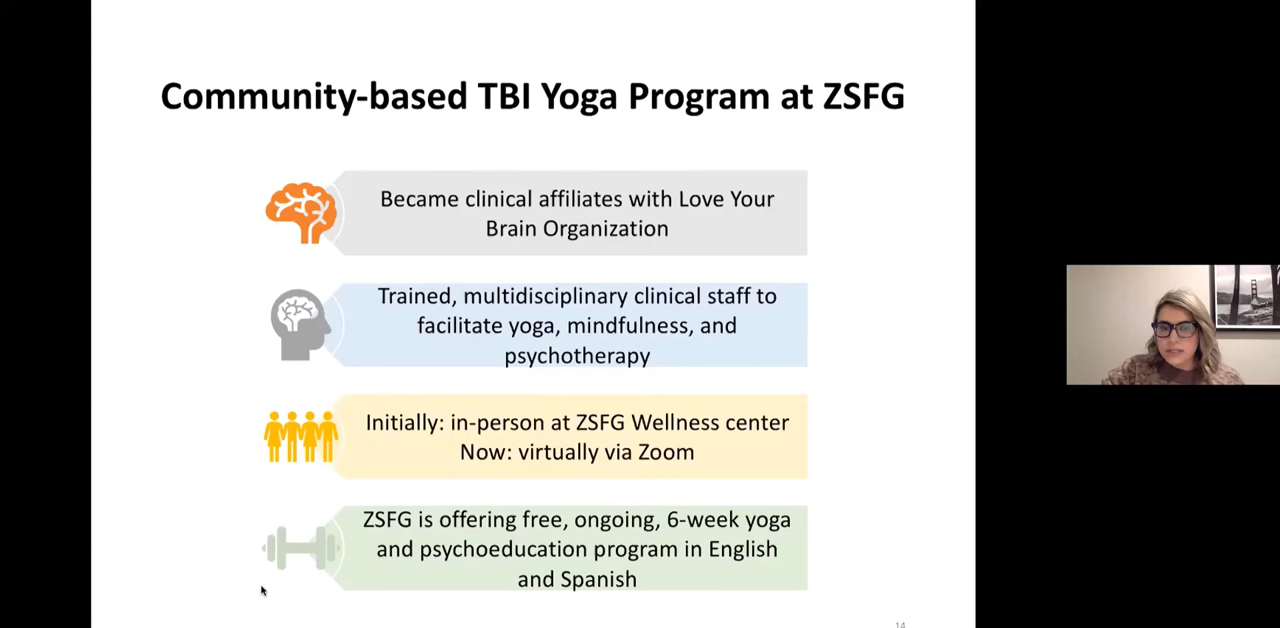 Community-based TBI Yoga Program at ZSFG
Became clinical affiliates with Love Your
Brain Organization
Trained, multidisciplinary clinical staff to
facilitate yoga, mindfulness, and
psychotherapy
Initially: in-person at ZSFG Wellness center
Now: virtually via Zoom
ZSFG is offering free, ongoing, 6-week yoga
and psychoeducation program in English
and Spanish
14